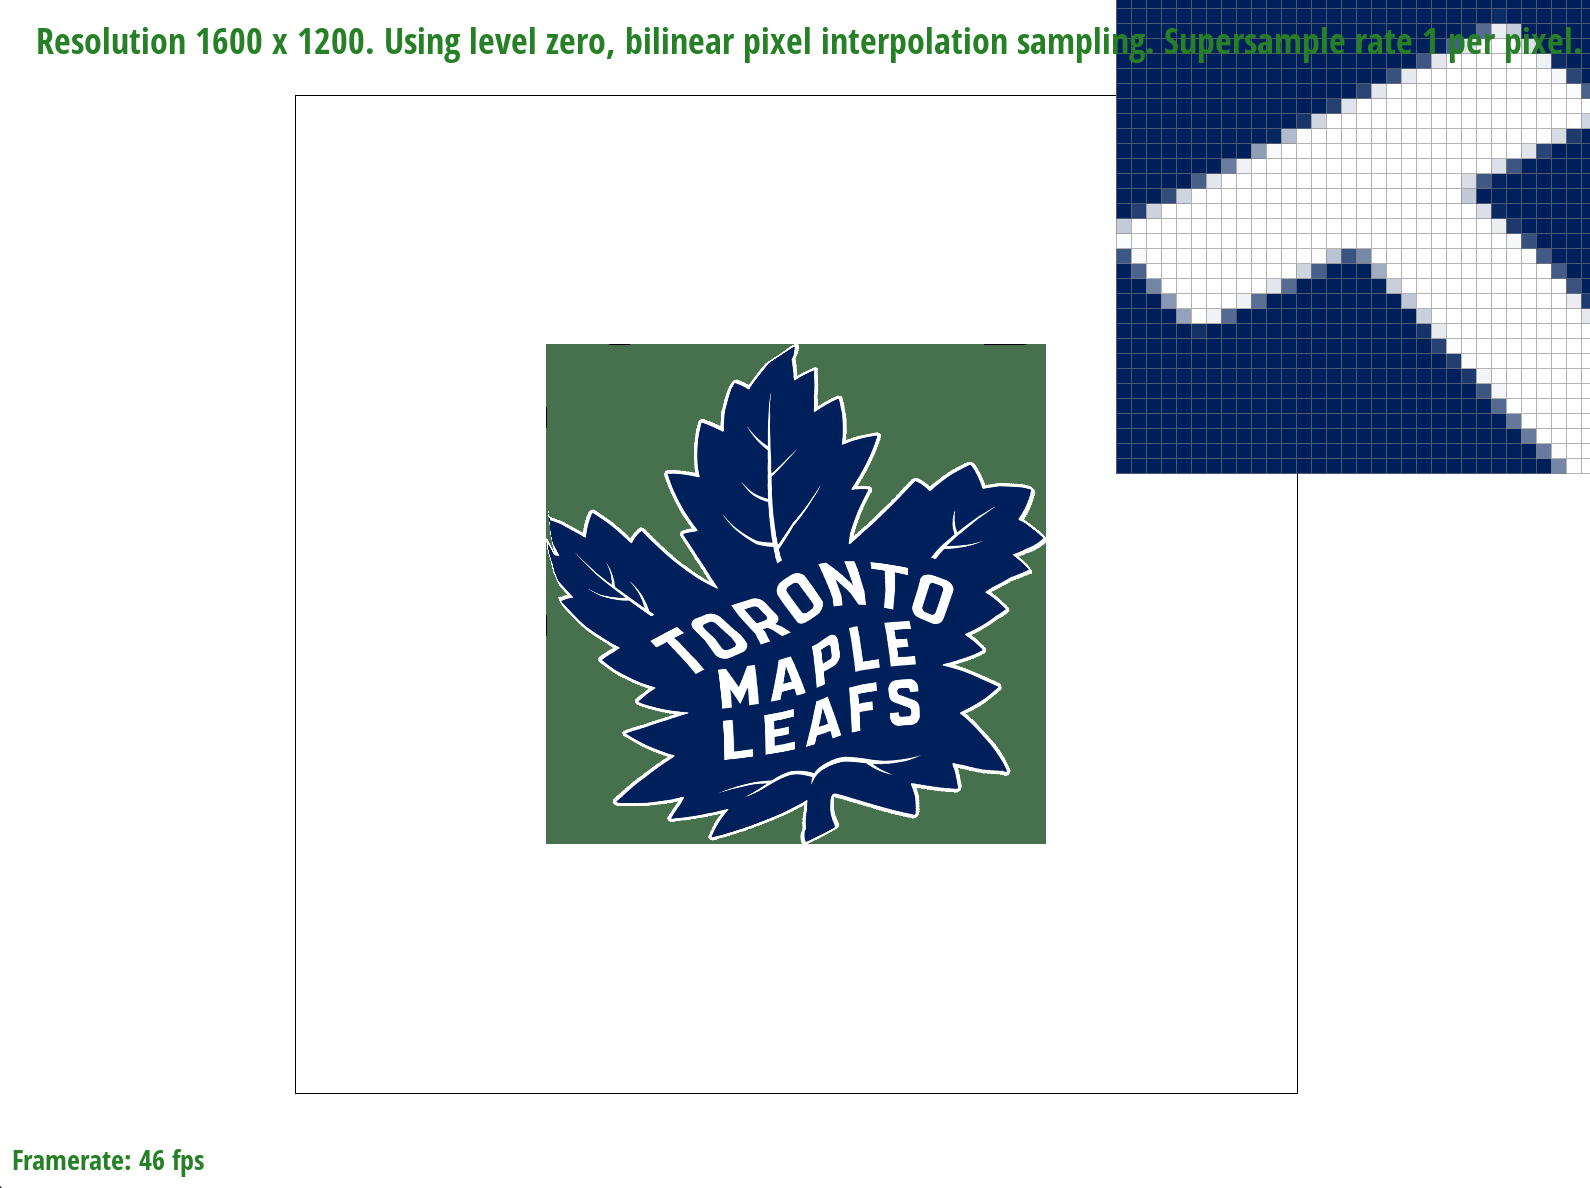 Resolution 1600 x 1200. Using level zero, bilinear pixel interpolation sampling. Supersample rate 1 per pixel.
TORONTO
MAPLE
LEAFS
Framerate: 46 fps